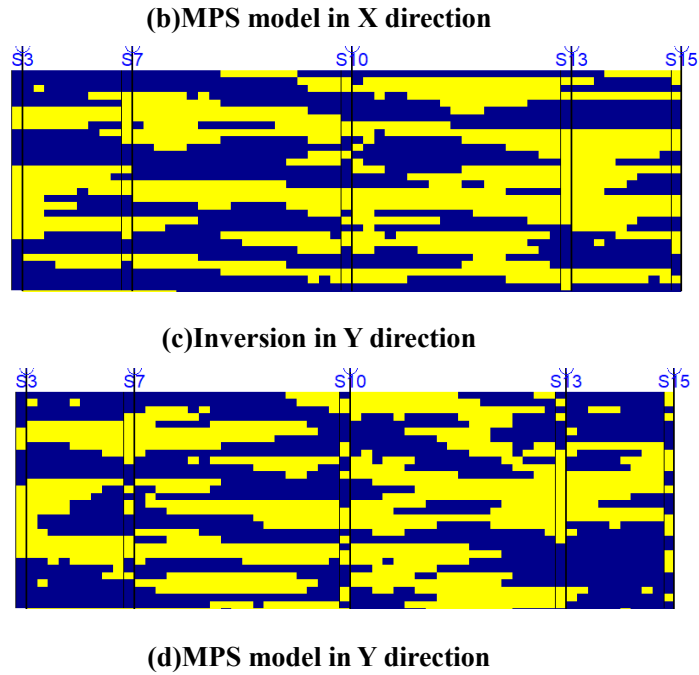 (b)MPS model in X direction
S3 S7 S10 S13 S15
(c)Inversion in Y direction
S3 S7 S10 S13 S15
(d)MPS model in Y direction